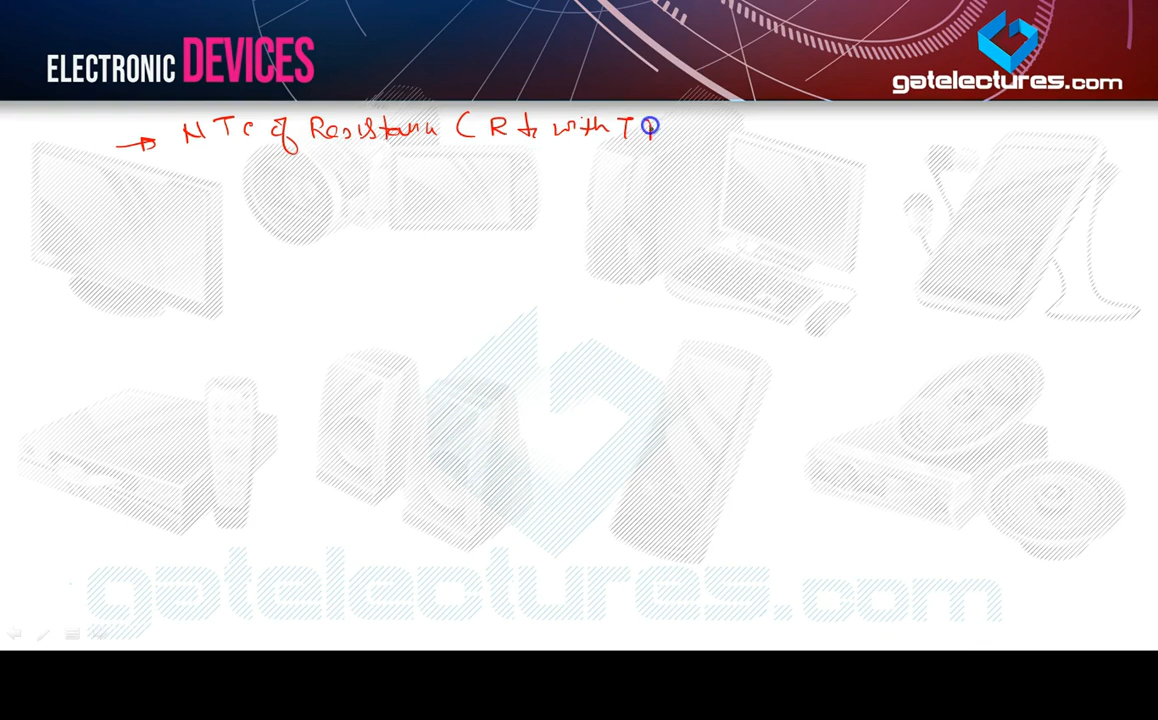 ELECTRONIC DEVICES
gatelectures.com
→ NTC of Resistance ( R ↓ with T ↑
gatelectures.com